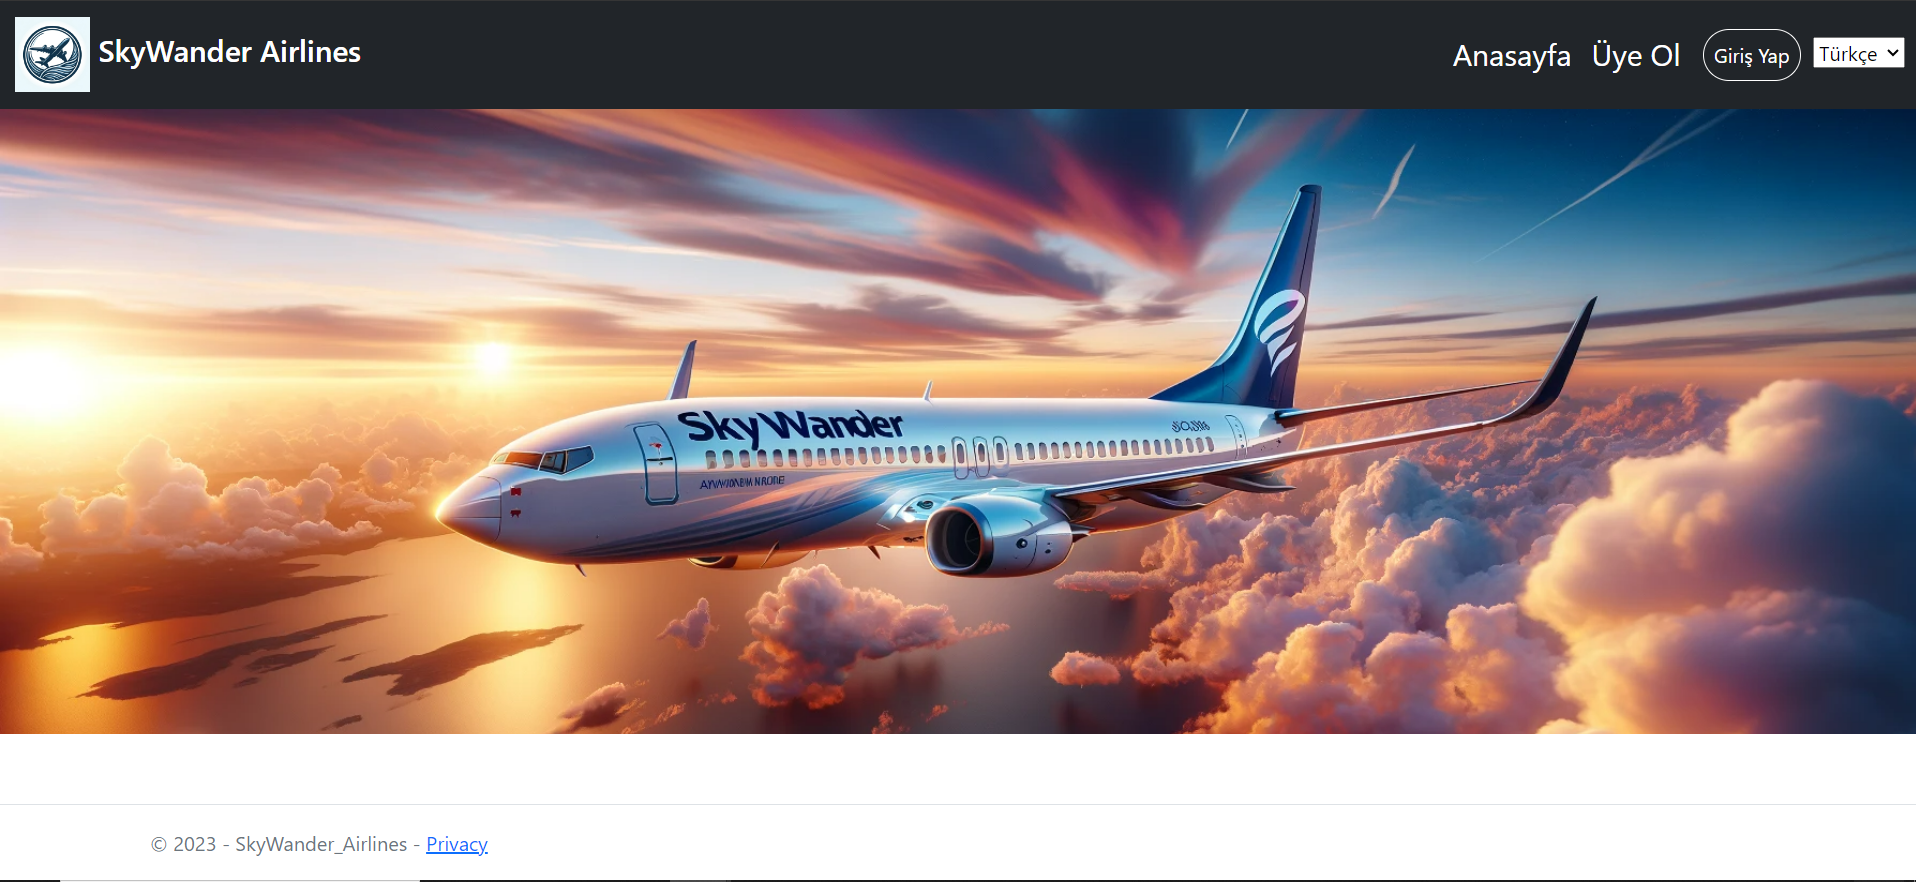 SkyWander Airlines
Anasayfa Üye Ol Giriş Yap Türkçe
SkyWander
© 2023 - SkyWander_Airlines - Privacy